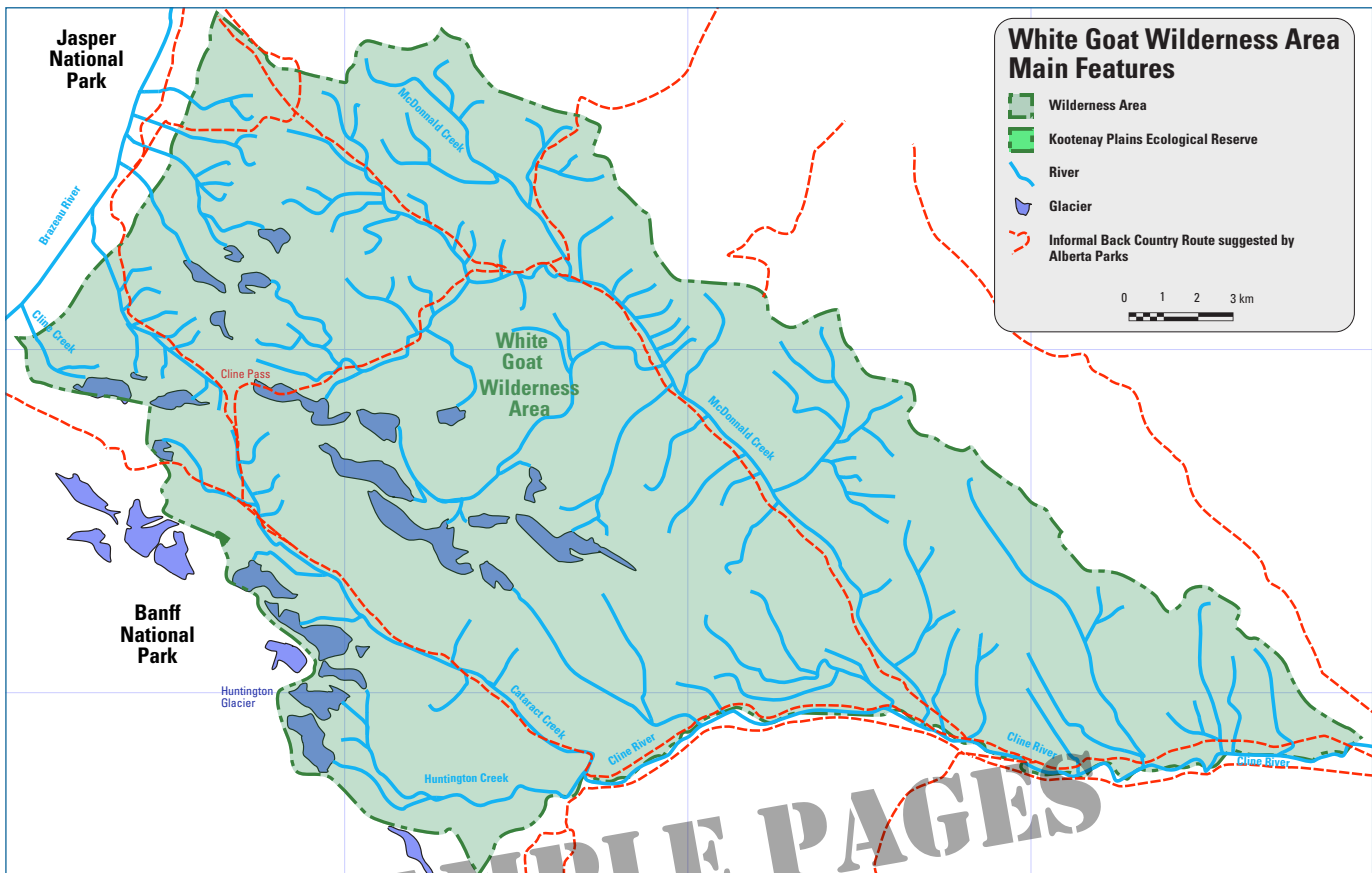 Jasper
National
Park
White Goat Wilderness Area
Main Features
Wilderness Area
Kootenay Plains Ecological Reserve
River
Glacier
Informal Back Country Route suggested by
Alberta Parks
0 1 2 3 km
McDonnald Creek
Brazeau River
Cline Creek
White
Goat
Wilderness
Area
Cline Pass
McDonnald Creek
Banff
National
Park
Huntington
Glacier
Cataract Creek
Cline River
Cline River
Cline River
Huntington Creek
PAGES